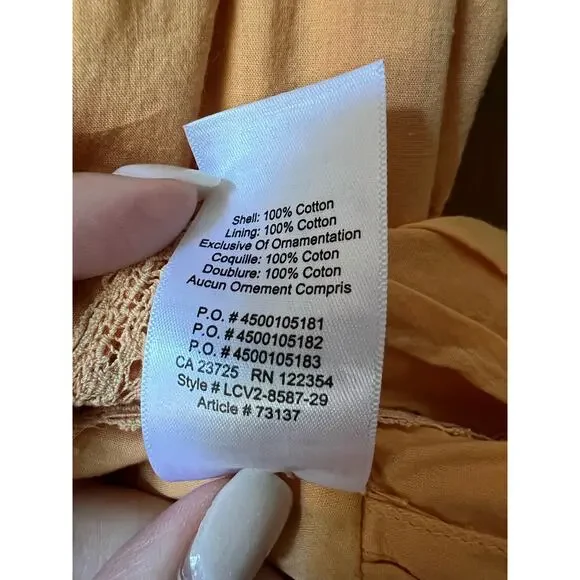 Shell: 100% Cotton
Lining: 100% Cotton
Exclusive Of Ornamentation
Coquille: 100% Coton
Doublure: 100% Coton
Aucun Ornement Compris
P.O. # 4500105181
P.O. # 4500105182
P.O. # 4500105183
CA 23725 RN 122354
Style # LCV2-8587-29
Article # 73137